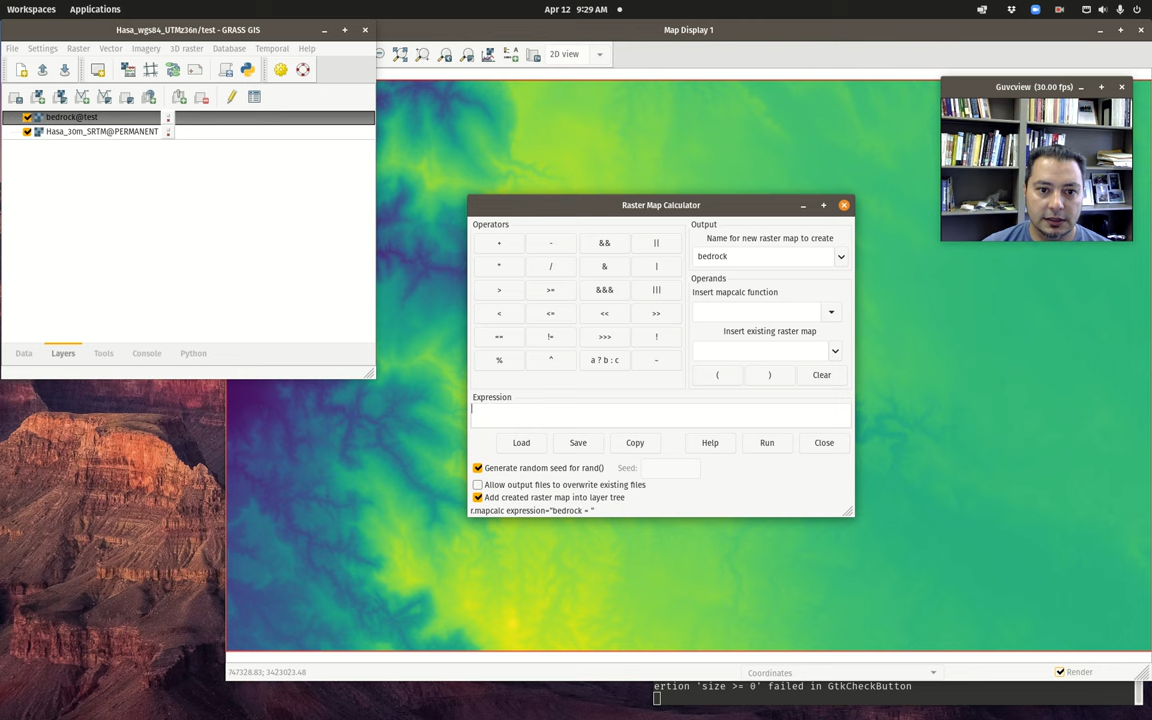 Workspaces Applications Apr 12 9:29 AM
Hasa_wgs84_UTMz36n/test - GRASS GIS
File Settings Raster Vector Imagery 3D raster Database Temporal Help
bedrock@test
Hasa_30m_SRTM@PERMANENT
Data Layers Tools Console Python
Map Display 1
2D view
Guvcview (30.00 fps)
Raster Map Calculator
Operators
+ - && ||
* / & |
> >= &&& |||
< <= << >>
== != >>> !
% ^ a ? b : c ~
Output
Name for new raster map to create
bedrock
Operands
Insert mapcalc function
Insert existing raster map
( ) Clear
Expression
Load Save Copy Help Run Close
Generate random seed for rand() Seed:
Allow output files to overwrite existing files
Add created raster map into layer tree
r.mapcalc expression="bedrock = "
747328.83; 3423023.48 Coordinates Render
ertion 'size >= 0' failed in GtkCheckButton